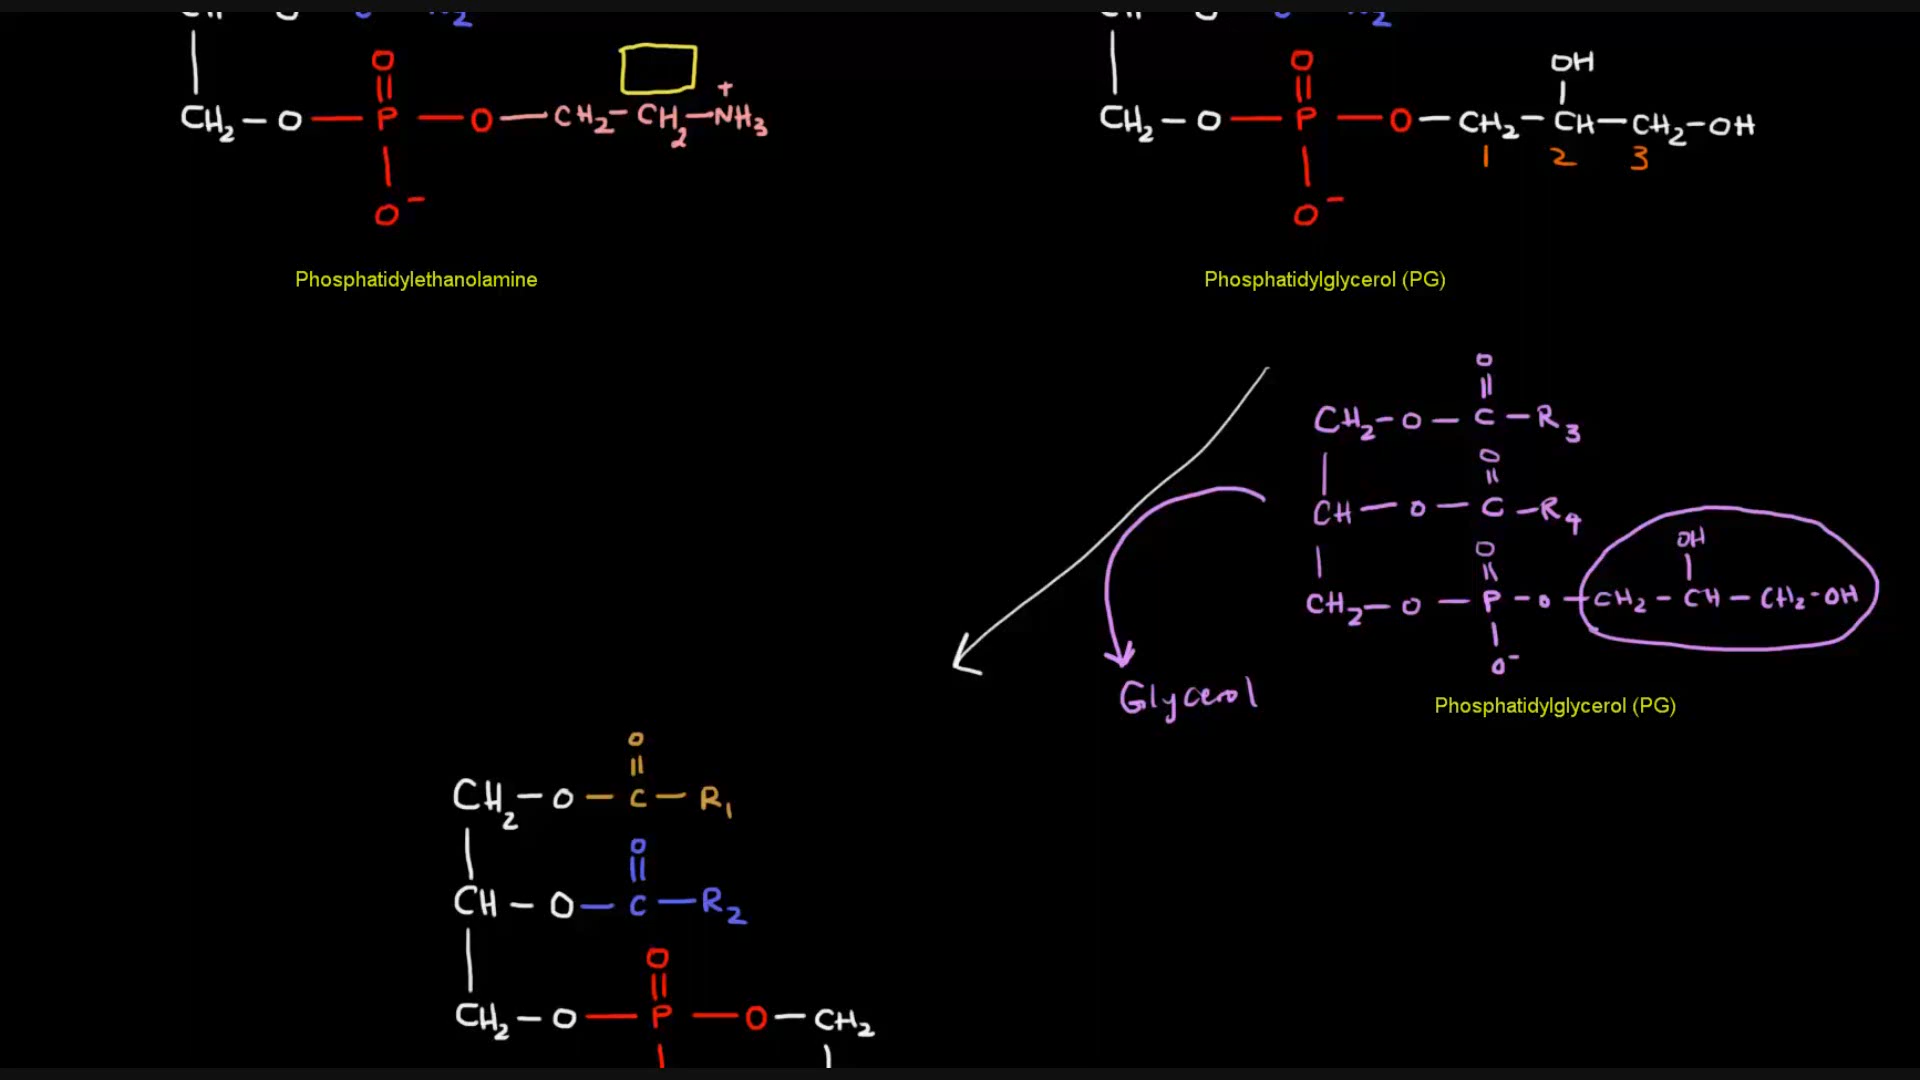 O
O
OH
CH₂-O-P-O-CH₂-CH₂-NH₃
+
CH₂-O-P-O-CH₂-CH-CH₂-OH
1 2 3
O⁻
O⁻
Phosphatidylethanolamine
Phosphatidylglycerol (PG)
O
CH₂-O-C-R₃
O
CH-O-C-R₄
O
OH
CH₂-O-P-O-CH₂-CH-CH₂-OH
O⁻
Glycerol
Phosphatidylglycerol (PG)
O
CH₂-O-C-R₁
O
CH-O-C-R₂
O
CH₂-O-P-O-CH₂